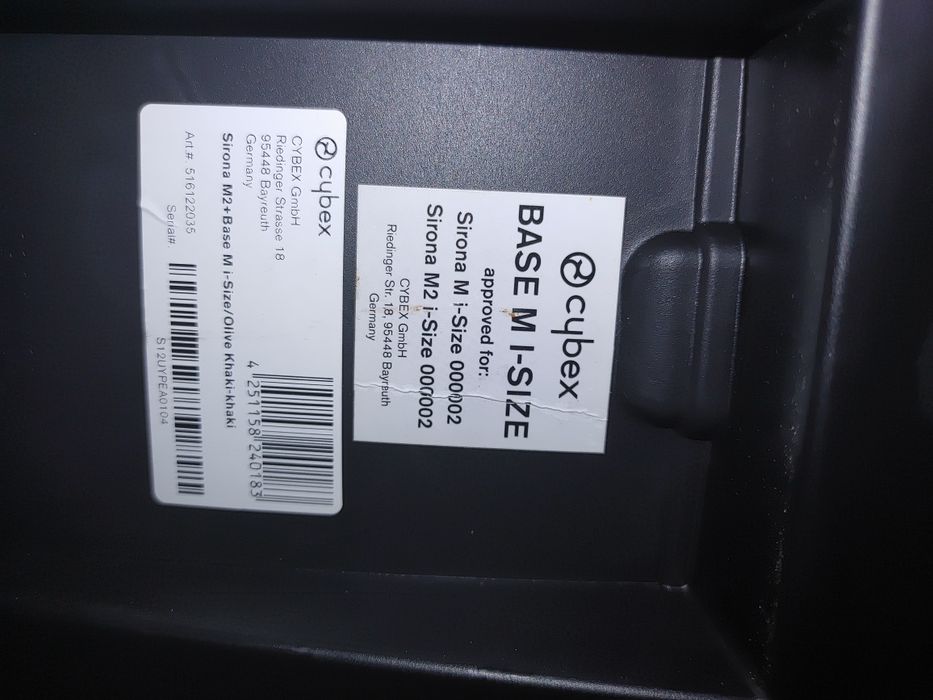 cybex
BASE M I-SIZE
approved for:
Sirona M i-Size 000002
Sirona M2 i-Size 000002
CYBEX GmbH
Riedinger Str. 18, 95448 Bayreuth
Germany
cybex
CYBEX GmbH
Riedinger Strasse 18
95448 Bayreuth
Germany
4 251158 240183
Sirona M2+Base M i-Size/Olive Khaki-khaki
Art.#. 516122035
Serial#.
S12UYPEA0104